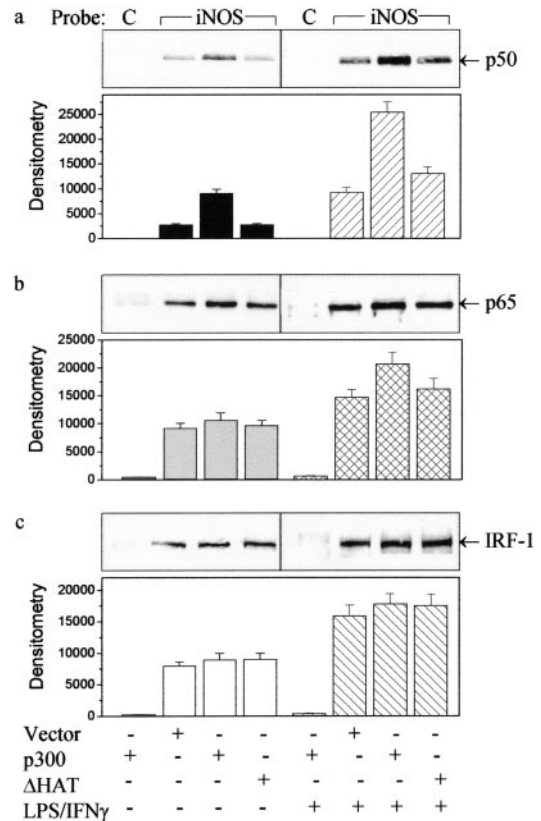 a Probe: C iNOS C iNOS
← p50
Densitometry
25000
20000
15000
10000
5000
0
b
← p65
Densitometry
25000
20000
15000
10000
5000
0
c
← IRF-1
Densitometry
20000
15000
10000
5000
0
Vector - + - - - + - -
p300 + - + - + - + -
ΔHAT - - - + - - - +
LPS/IFNγ - - - - + + + +